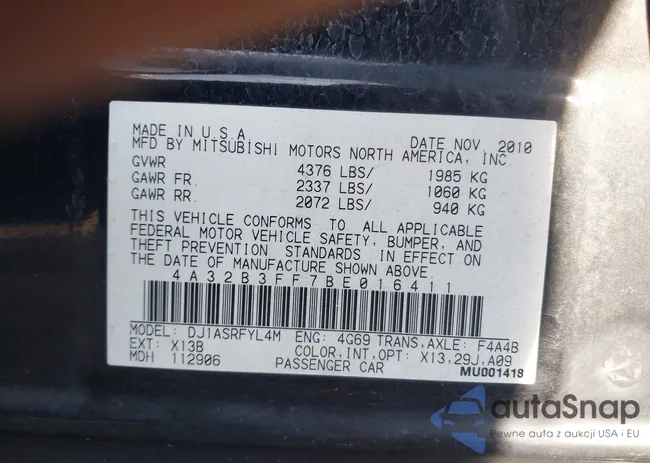 MADE IN U.S.A. DATE NOV. 2010
MFD BY MITSUBISHI MOTORS NORTH AMERICA, INC.
GVWR 4376 LBS/ 1985 KG
GAWR FR. 2337 LBS/ 1060 KG
GAWR RR. 2072 LBS/ 940 KG
THIS VEHICLE CONFORMS TO ALL APPLICABLE
FEDERAL MOTOR VEHICLE SAFETY, BUMPER, AND
THEFT PREVENTION STANDARDS IN EFFECT ON
THE DATE OF MANUFACTURE SHOWN ABOVE.
4A32B3FF7BE016411
MODEL: DJ1ASRFYL4M ENG: 4G69 TRANS,AXLE: F4A4B
EXT: X13B COLOR,INT,OPT: X13,29J,A09
MDH 112906 PASSENGER CAR MU001418
autoSnap
Pewne auta z aukcji USA i EU